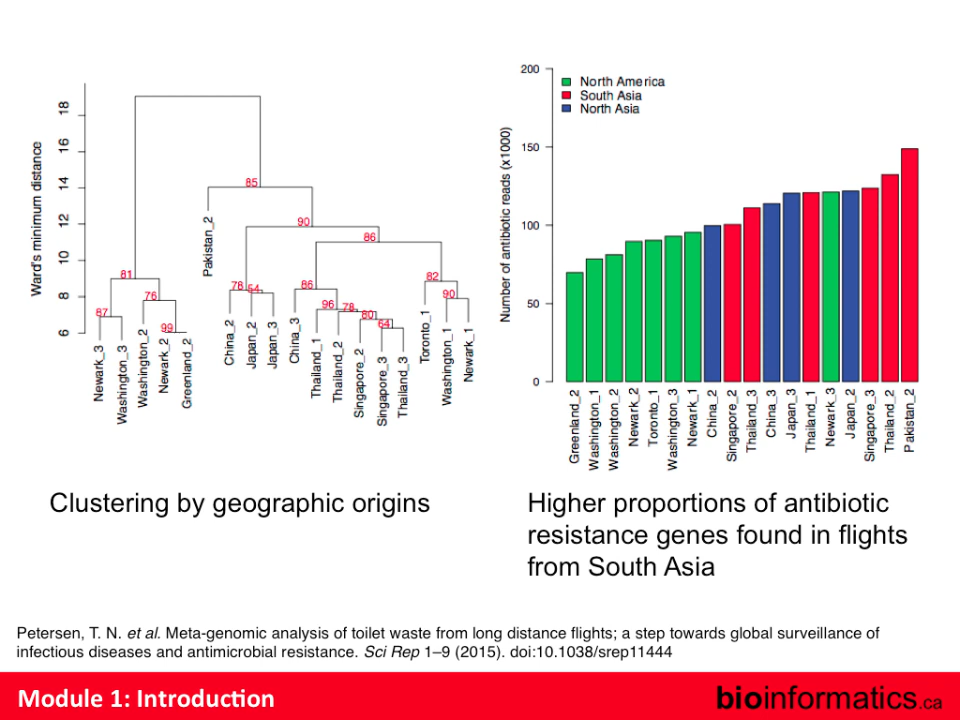 Ward's minimum distance
18
16
14
12
10
8
6
85
90
86
81
76
87
99
78
54
86
96
78
80
64
82
90
Newark_3
Washington_3
Washington_2
Newark_2
Greenland_2
Pakistan_2
China_2
Japan_2
Japan_3
China_3
Thailand_1
Thailand_2
Singapore_2
Singapore_3
Thailand_3
Toronto_1
Washington_1
Newark_1
Number of antibiotic reads (x1000)
200
150
100
50
0
North America
South Asia
North Asia
Greenland_2
Washington_1
Washington_2
Newark_2
Toronto_1
Washington_3
Newark_1
China_2
Singapore_2
Thailand_3
China_3
Japan_3
Thailand_1
Newark_3
Japan_2
Singapore_3
Thailand_2
Pakistan_2
Clustering by geographic origins
Higher proportions of antibiotic
resistance genes found in flights
from South Asia
Petersen, T. N. et al. Meta-genomic analysis of toilet waste from long distance flights; a step towards global surveillance of
infectious diseases and antimicrobial resistance. Sci Rep 1–9 (2015). doi:10.1038/srep11444
Module 1: Introduction
bioinformatics.ca